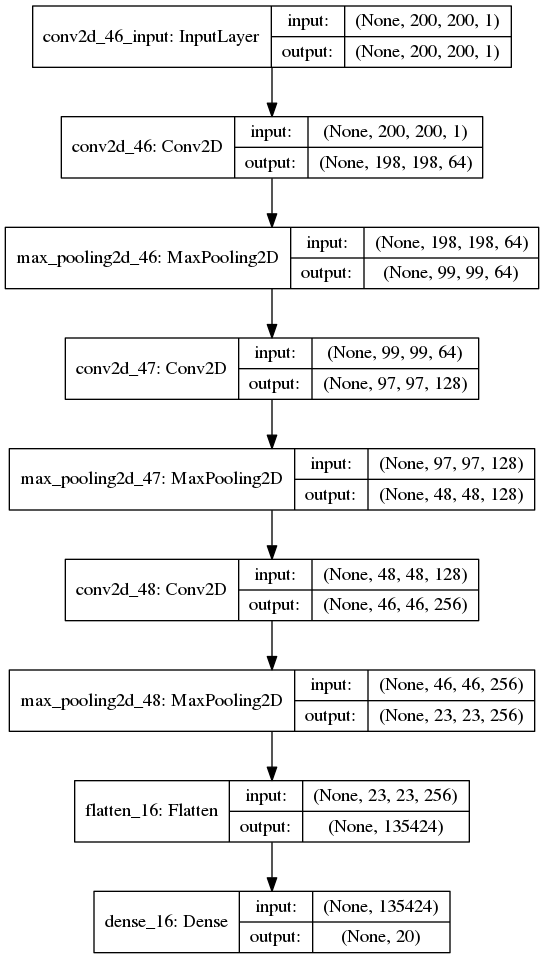 conv2d_46_input: InputLayer
input: (None, 200, 200, 1)
output: (None, 200, 200, 1)
conv2d_46: Conv2D
input: (None, 200, 200, 1)
output: (None, 198, 198, 64)
max_pooling2d_46: MaxPooling2D
input: (None, 198, 198, 64)
output: (None, 99, 99, 64)
conv2d_47: Conv2D
input: (None, 99, 99, 64)
output: (None, 97, 97, 128)
max_pooling2d_47: MaxPooling2D
input: (None, 97, 97, 128)
output: (None, 48, 48, 128)
conv2d_48: Conv2D
input: (None, 48, 48, 128)
output: (None, 46, 46, 256)
max_pooling2d_48: MaxPooling2D
input: (None, 46, 46, 256)
output: (None, 23, 23, 256)
flatten_16: Flatten
input: (None, 23, 23, 256)
output: (None, 135424)
dense_16: Dense
input: (None, 135424)
output: (None, 20)